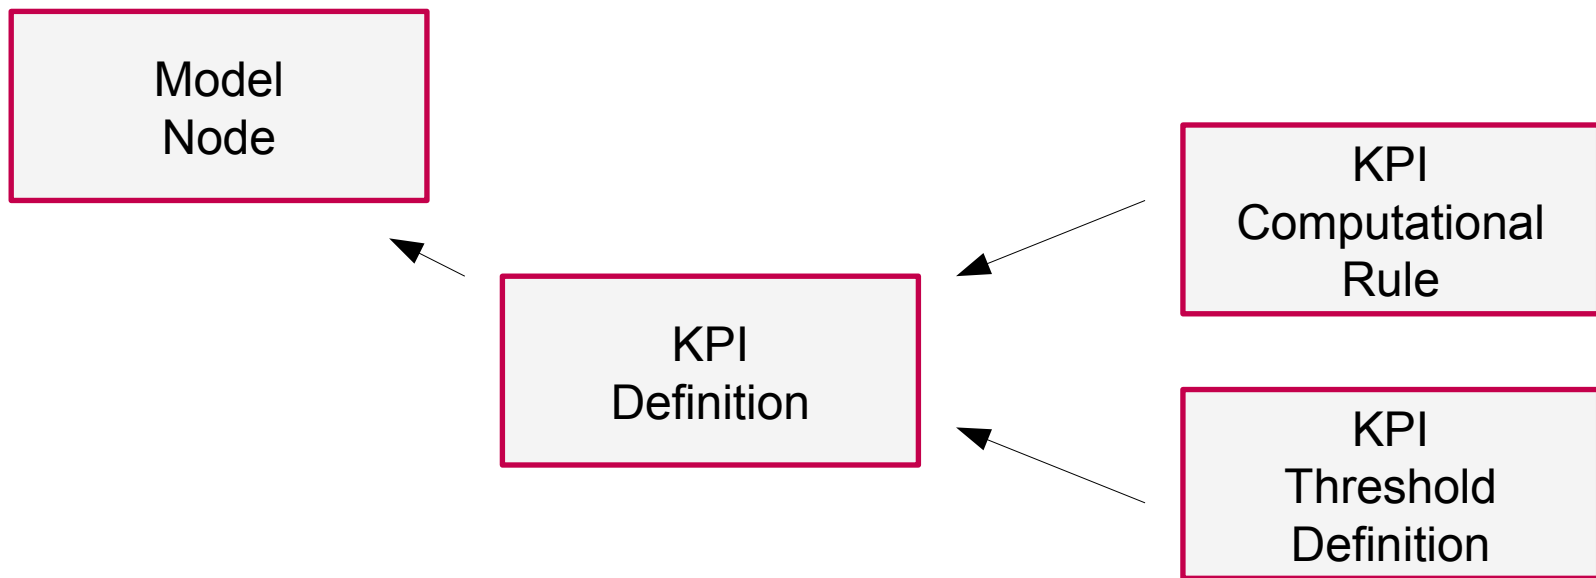 Model
Node
KPI
Computational
Rule
KPI
Definition
KPI
Threshold
Definition